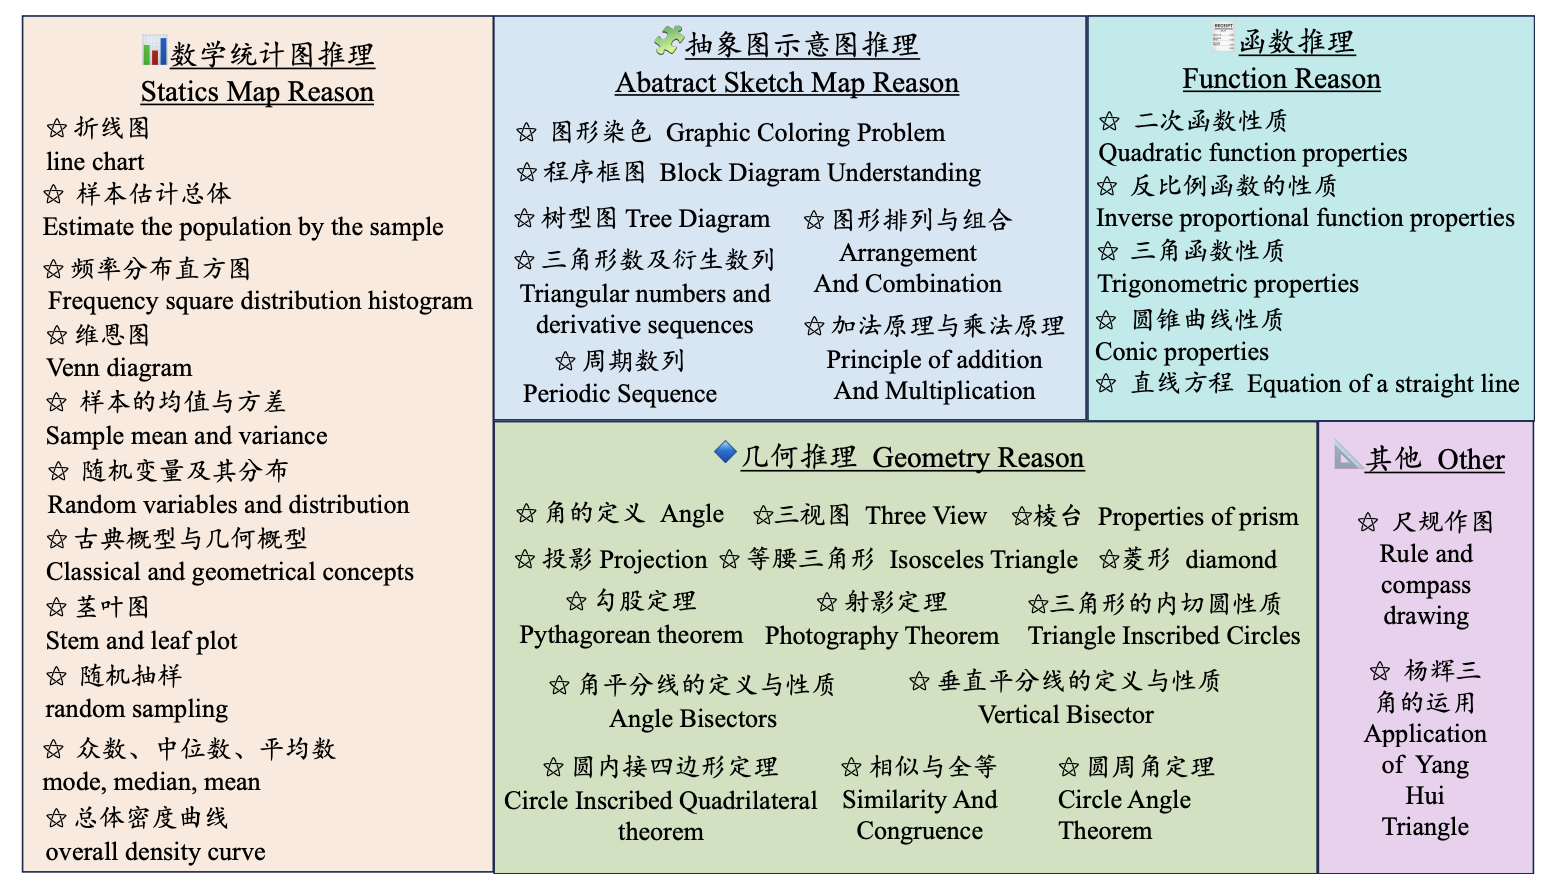 数学统计图推理
Statics Map Reason
☆折线图
line chart
☆ 样本估计总体
Estimate the population by the sample
☆频率分布直方图
Frequency square distribution histogram
☆维恩图
Venn diagram
☆ 样本的均值与方差
Sample mean and variance
☆ 随机变量及其分布
Random variables and distribution
☆古典概型与几何概型
Classical and geometrical concepts
☆ 茎叶图
Stem and leaf plot
☆ 随机抽样
random sampling
☆ 众数、中位数、平均数
mode, median, mean
☆总体密度曲线
overall density curve
抽象图示意图推理
Abatract Sketch Map Reason
☆ 图形染色 Graphic Coloring Problem
☆程序框图 Block Diagram Understanding
☆树型图 Tree Diagram
☆三角形数及衍生数列
Triangular numbers and
derivative sequences
☆周期数列
Periodic Sequence
☆图形排列与组合
Arrangement
And Combination
☆加法原理与乘法原理
Principle of addition
And Multiplication
RECEIPT
函数推理
Function Reason
☆ 二次函数性质
Quadratic function properties
☆ 反比例函数的性质
Inverse proportional function properties
☆ 三角函数性质
Trigonometric properties
☆ 圆锥曲线性质
Conic properties
☆ 直线方程 Equation of a straight line
几何推理 Geometry Reason
☆ 角的定义 Angle
☆三视图 Three View
☆棱台 Properties of prism
☆投影 Projection
☆ 等腰三角形 Isosceles Triangle
☆菱形 diamond
☆ 勾股定理
Pythagorean theorem
☆ 射影定理
Photography Theorem
☆三角形的内切圆性质
Triangle Inscribed Circles
☆ 角平分线的定义与性质
Angle Bisectors
☆ 垂直平分线的定义与性质
Vertical Bisector
☆ 圆内接四边形定理
Circle Inscribed Quadrilateral
theorem
☆ 相似与全等
Similarity And
Congruence
☆ 圆周角定理
Circle Angle
Theorem
其他 Other
☆ 尺规作图
Rule and
compass
drawing
☆ 杨辉三
角的运用
Application
of Yang
Hui
Triangle